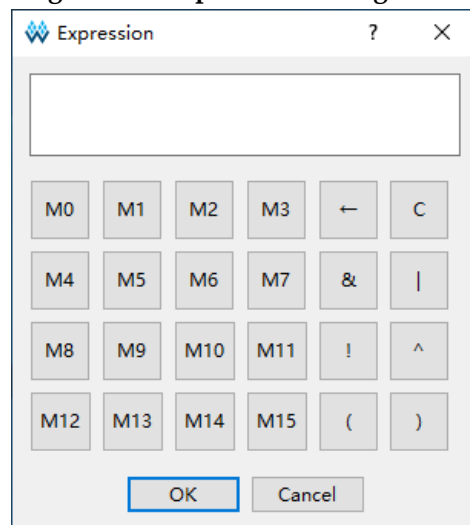 Expression ? ×
M0 M1 M2 M3 ← C
M4 M5 M6 M7 & |
M8 M9 M10 M11 ! ^
M12 M13 M14 M15 ( )
OK Cancel